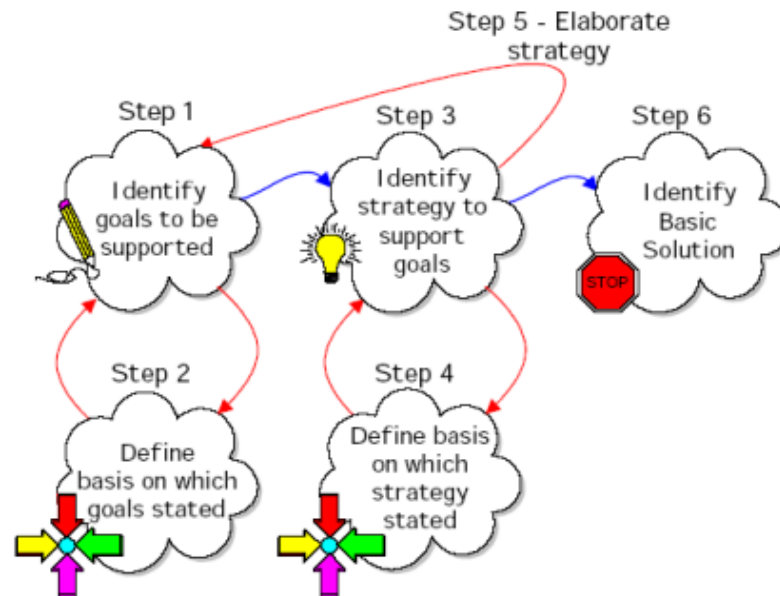 Step 5 - Elaborate
strategy
Step 1
Step 3
Step 6
Identify
goals to be
supported
Identify
strategy to
support
goals
Identify
Basic
Solution
STOP
Step 2
Step 4
Define
basis on which
goals stated
Define basis
on which
strategy
stated